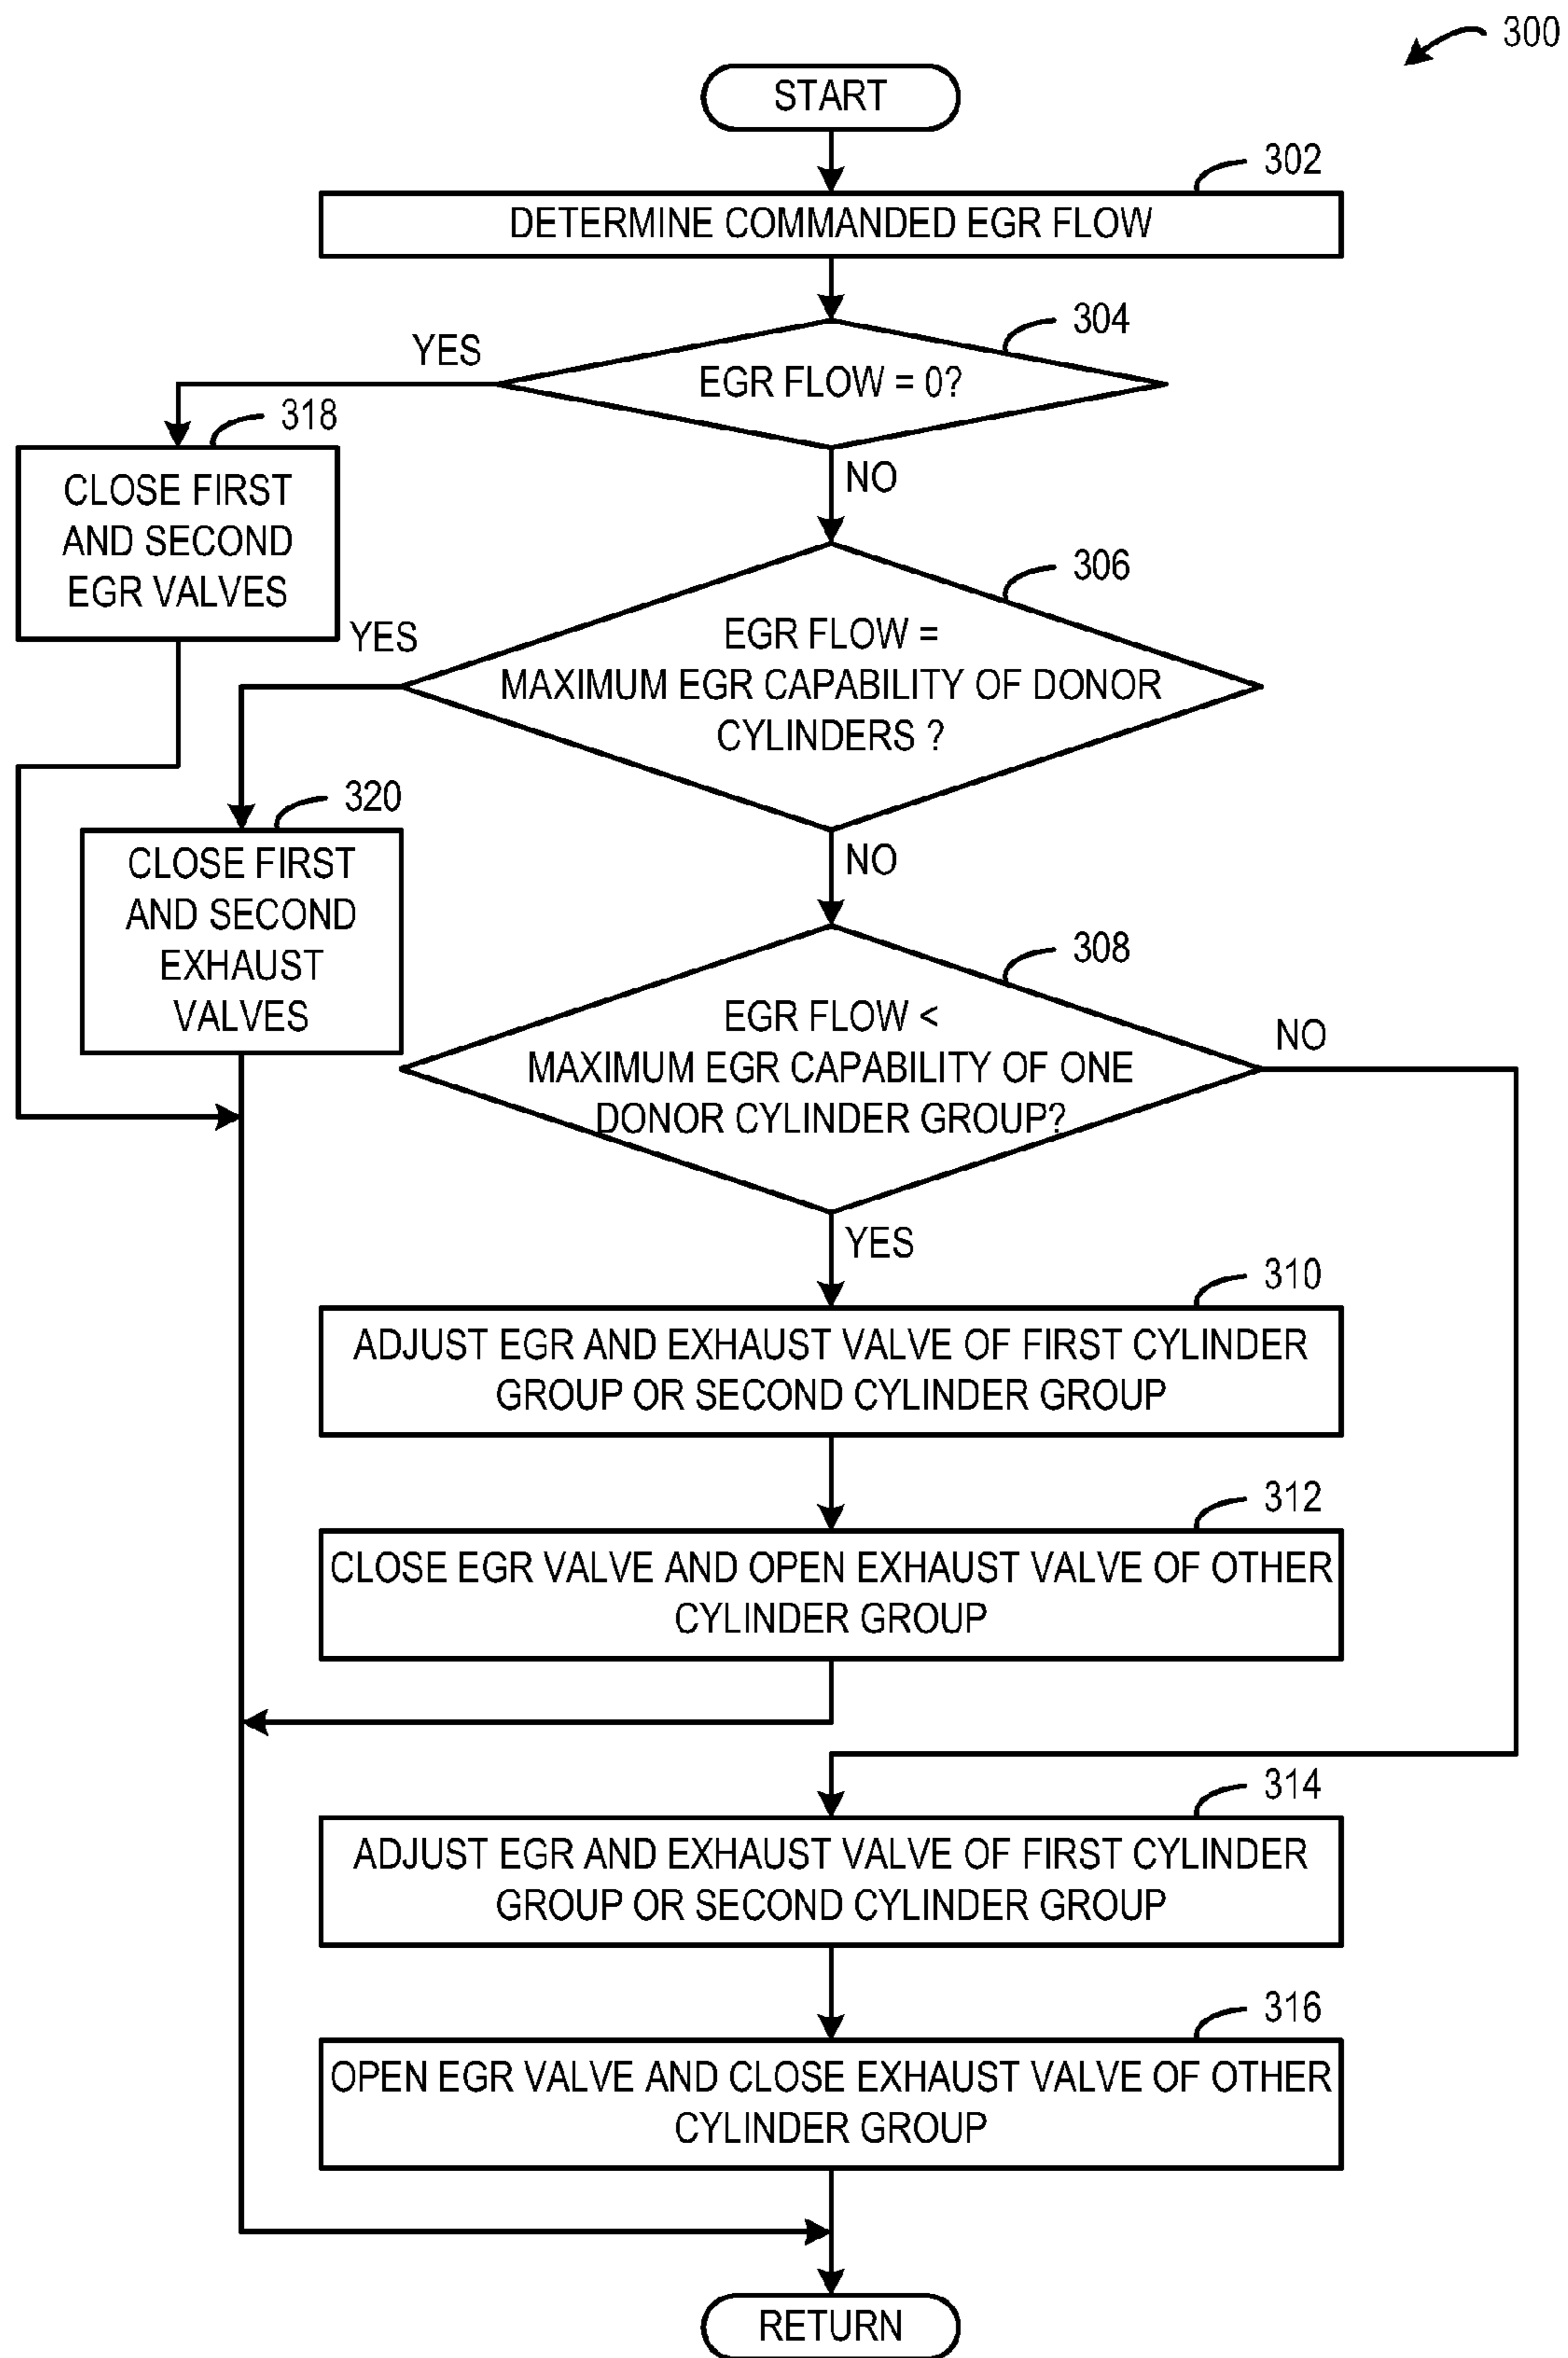 300
START
302
DETERMINE COMMANDED EGR FLOW
304
YES
EGR FLOW = 0?
318
CLOSE FIRST
AND SECOND
EGR VALVES
NO
306
YES
EGR FLOW =
MAXIMUM EGR CAPABILITY OF DONOR
CYLINDERS ?
320
CLOSE FIRST
AND SECOND
EXHAUST
VALVES
NO
308
EGR FLOW <
MAXIMUM EGR CAPABILITY OF ONE
DONOR CYLINDER GROUP?
NO
YES
310
ADJUST EGR AND EXHAUST VALVE OF FIRST CYLINDER
GROUP OR SECOND CYLINDER GROUP
312
CLOSE EGR VALVE AND OPEN EXHAUST VALVE OF OTHER
CYLINDER GROUP
314
ADJUST EGR AND EXHAUST VALVE OF FIRST CYLINDER
GROUP OR SECOND CYLINDER GROUP
316
OPEN EGR VALVE AND CLOSE EXHAUST VALVE OF OTHER
CYLINDER GROUP
RETURN